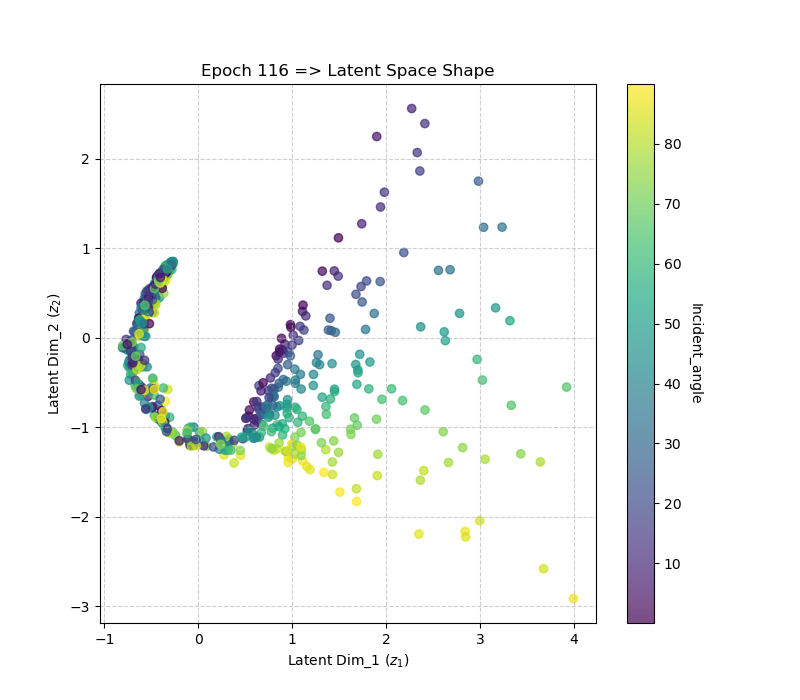 Epoch 116 => Latent Space Shape
2
1
0
−1
−2
−3
Latent Dim_2 (z₂)
−1 0 1 2 3 4
Latent Dim_1 (z₁)
80
70
60
50
40
30
20
10
Incident_angle